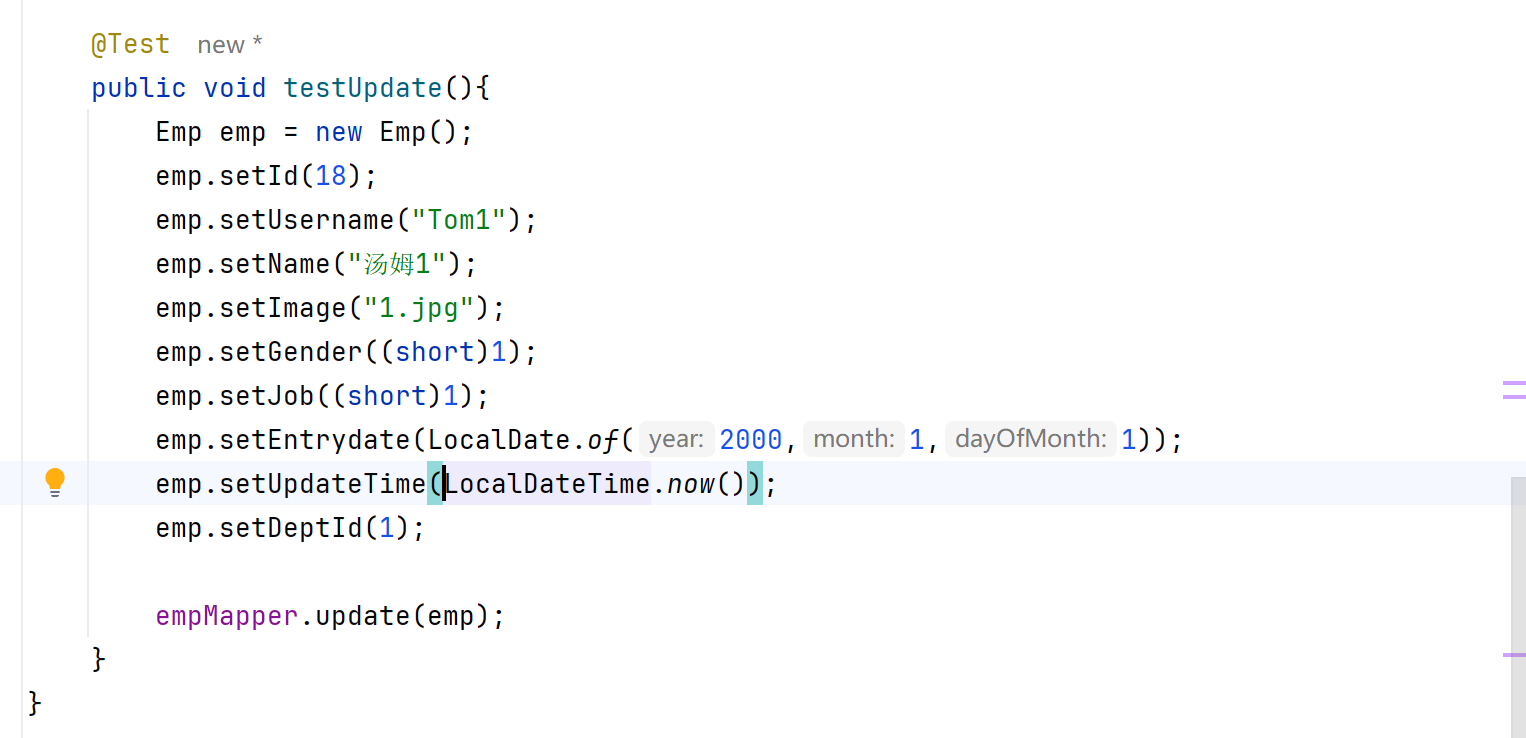 @Test new *
public void testUpdate(){
Emp emp = new Emp();
emp.setId(18);
emp.setUsername("Tom1");
emp.setName("汤姆1");
emp.setImage("1.jpg");
emp.setGender((short)1);
emp.setJob((short)1);
emp.setEntrydate(LocalDate.of( year: 2000, month: 1, dayOfMonth: 1));
emp.setUpdateTime(LocalDateTime.now());
emp.setDeptId(1);
empMapper.update(emp);
}
}